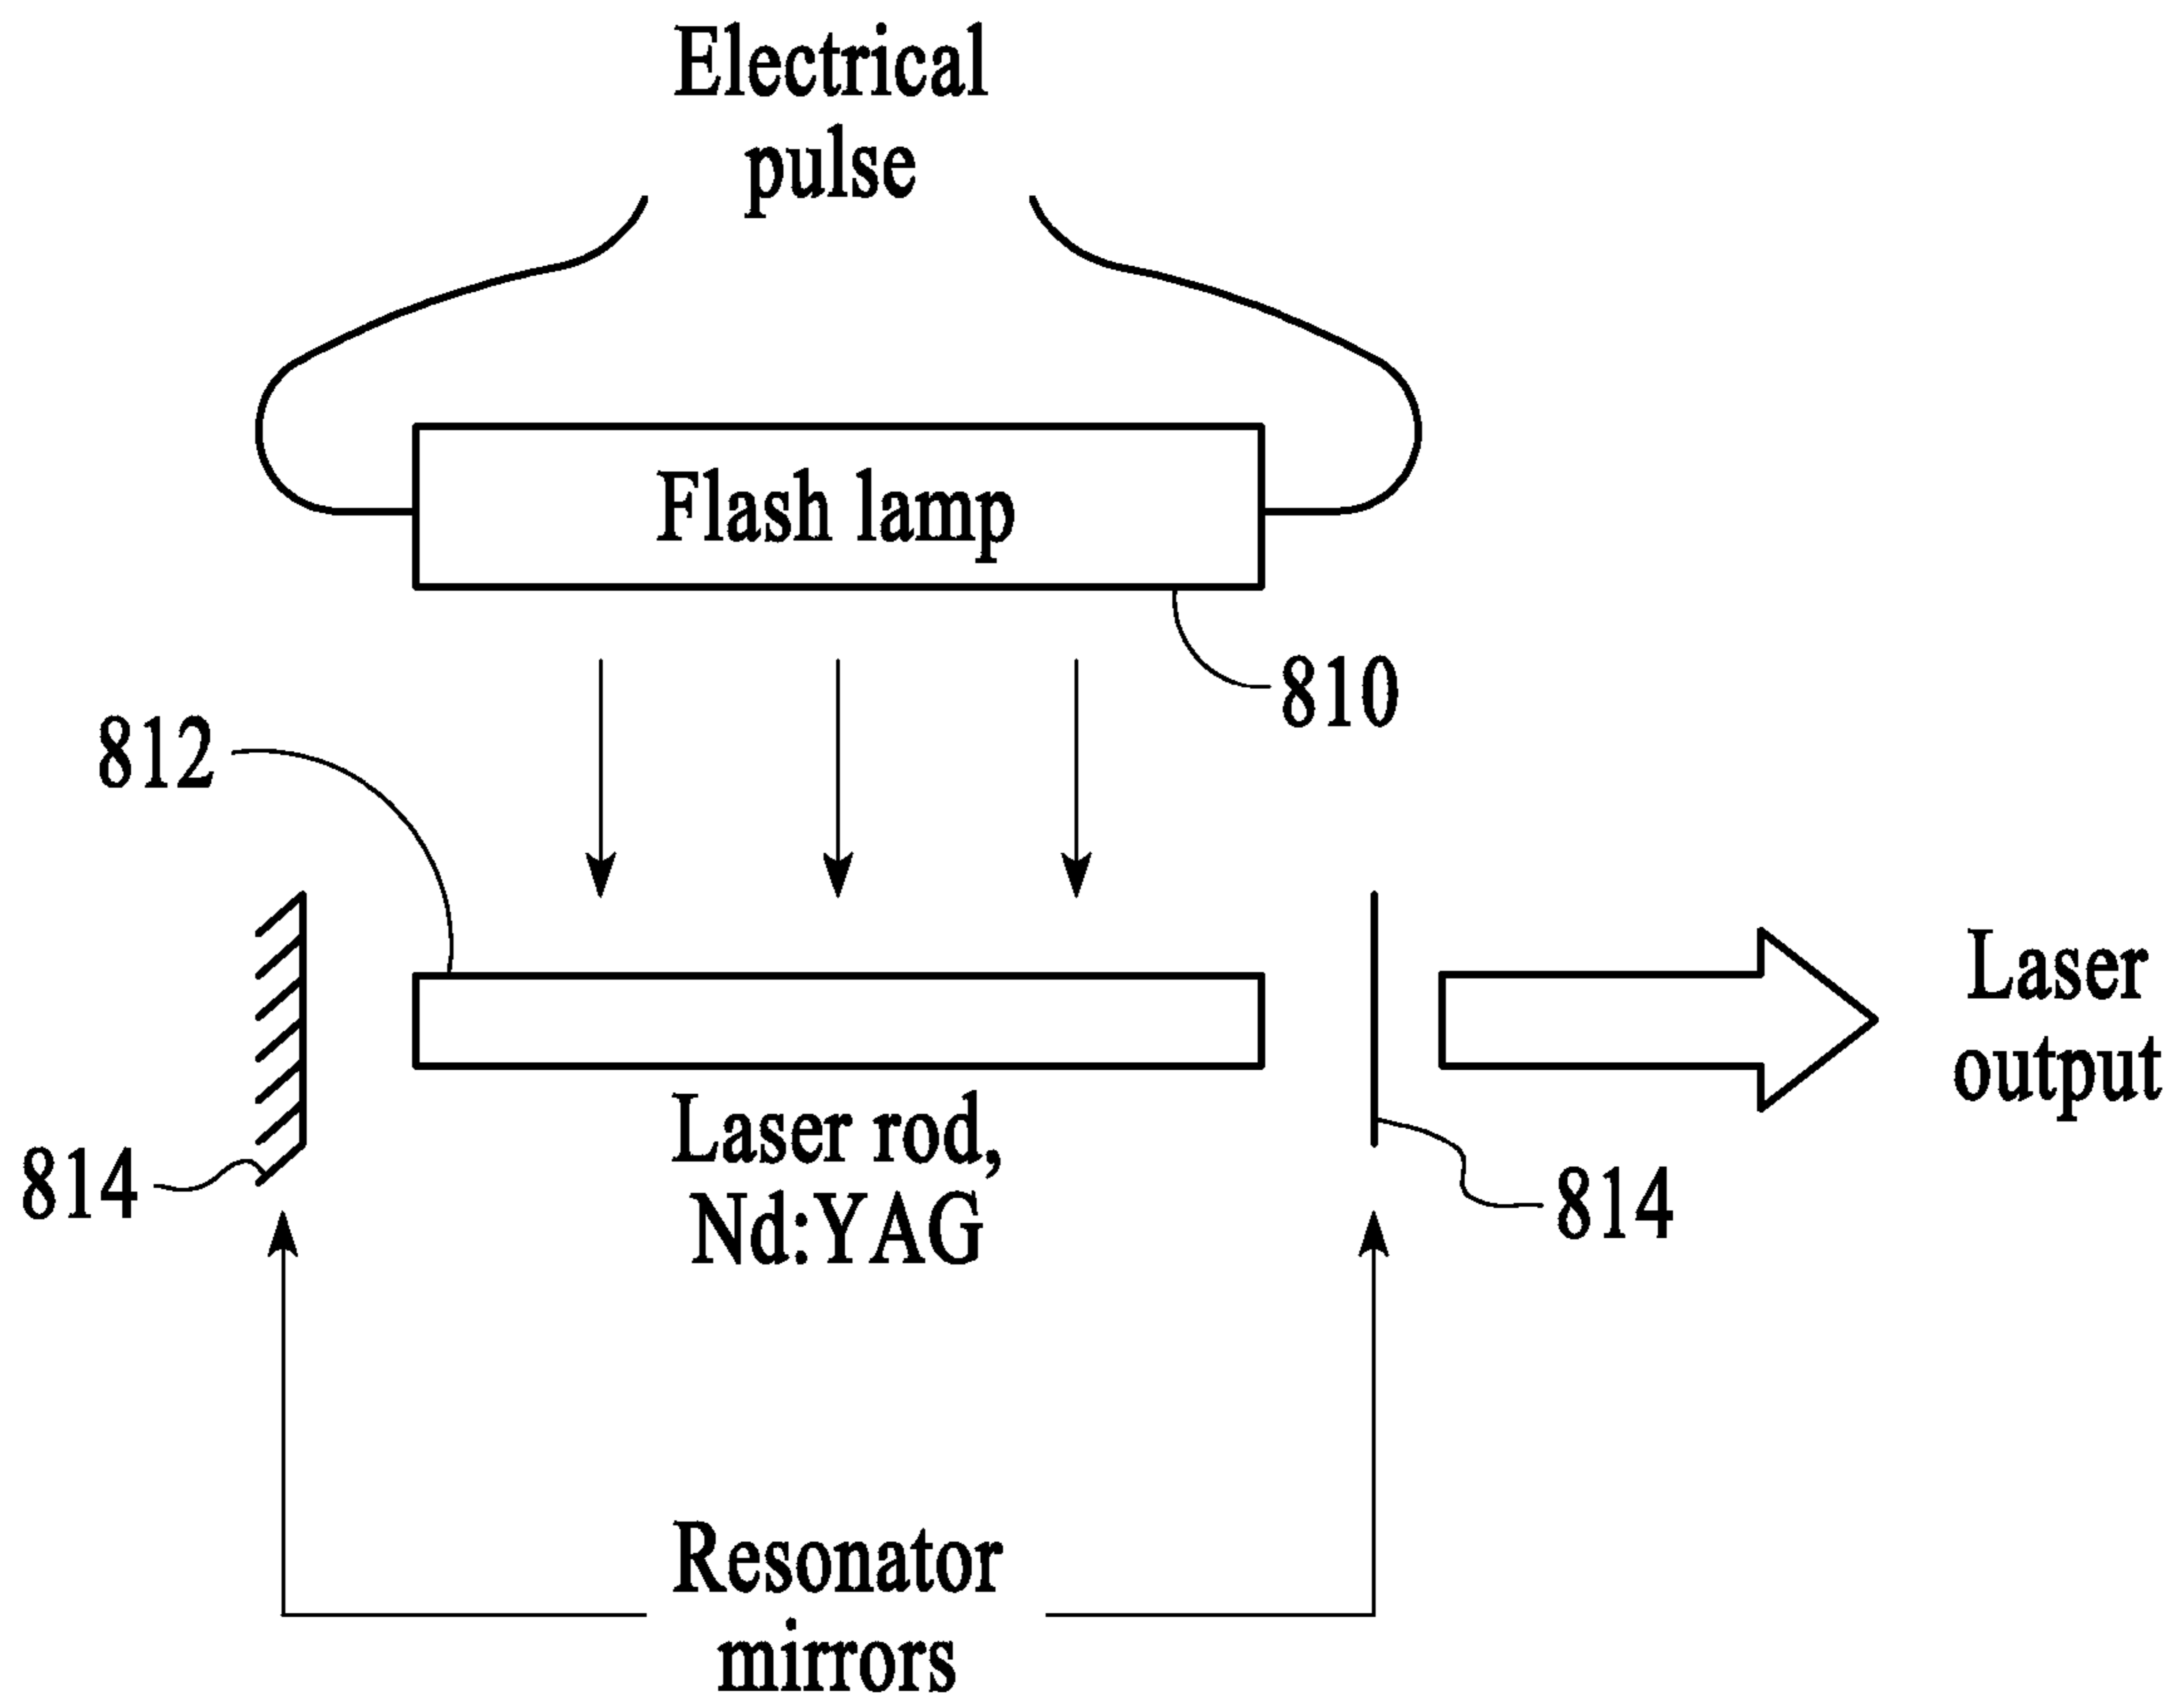 Electrical
pulse
Flash lamp
810
812
Laser
output
Laser rod,
Nd:YAG
814
814
Resonator
mirrors